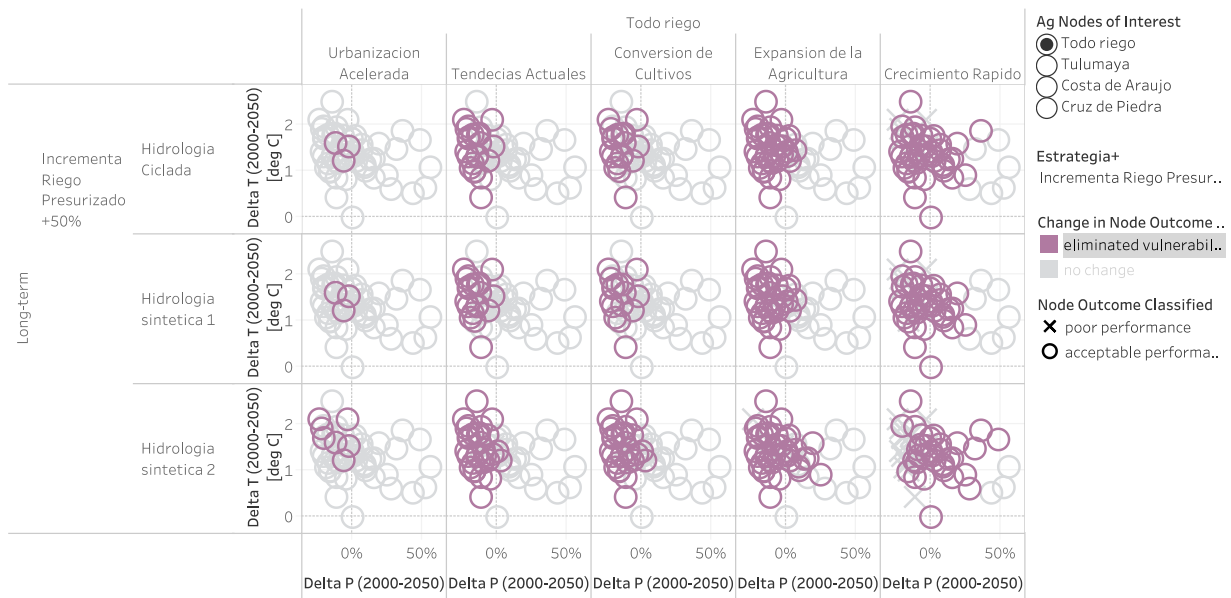 Todo riego
Urbanizacion
Acelerada
Tendecias Actuales
Conversion de
Cultivos
Expansion de la
Agricultura
Crecimiento Rapido
Long-term
Incrementa
Riego
Presurizado
+50%
Hidrologia
Ciclada
Delta T (2000-2050)
[deg C]
2
1
0
Hidrologia
sintetica 1
Delta T (2000-2050)
[deg C]
2
1
0
Hidrologia
sintetica 2
Delta T (2000-2050)
[deg C]
2
1
0
0% 50% 0% 50% 0% 50% 0% 50% 0% 50%
Delta P (2000-2050) Delta P (2000-2050) Delta P (2000-2050) Delta P (2000-2050) Delta P (2000-2050)
Ag Nodes of Interest
Todo riego
Tulumaya
Costa de Araujo
Cruz de Piedra
Estrategia+
Incrementa Riego Presur..
Change in Node Outcome ..
eliminated vulnerabil..
no change
Node Outcome Classified
poor performance
acceptable performa..